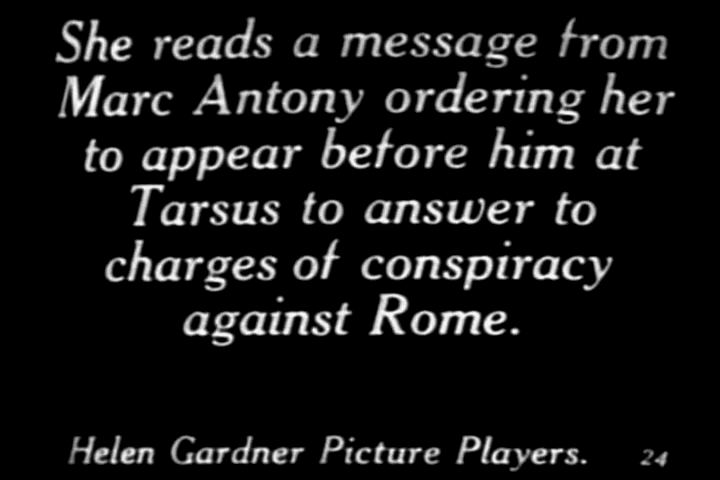 She reads a message from
Marc Antony ordering her
to appear before him at
Tarsus to answer to
charges of conspiracy
against Rome.
Helen Gardner Picture Players. 24